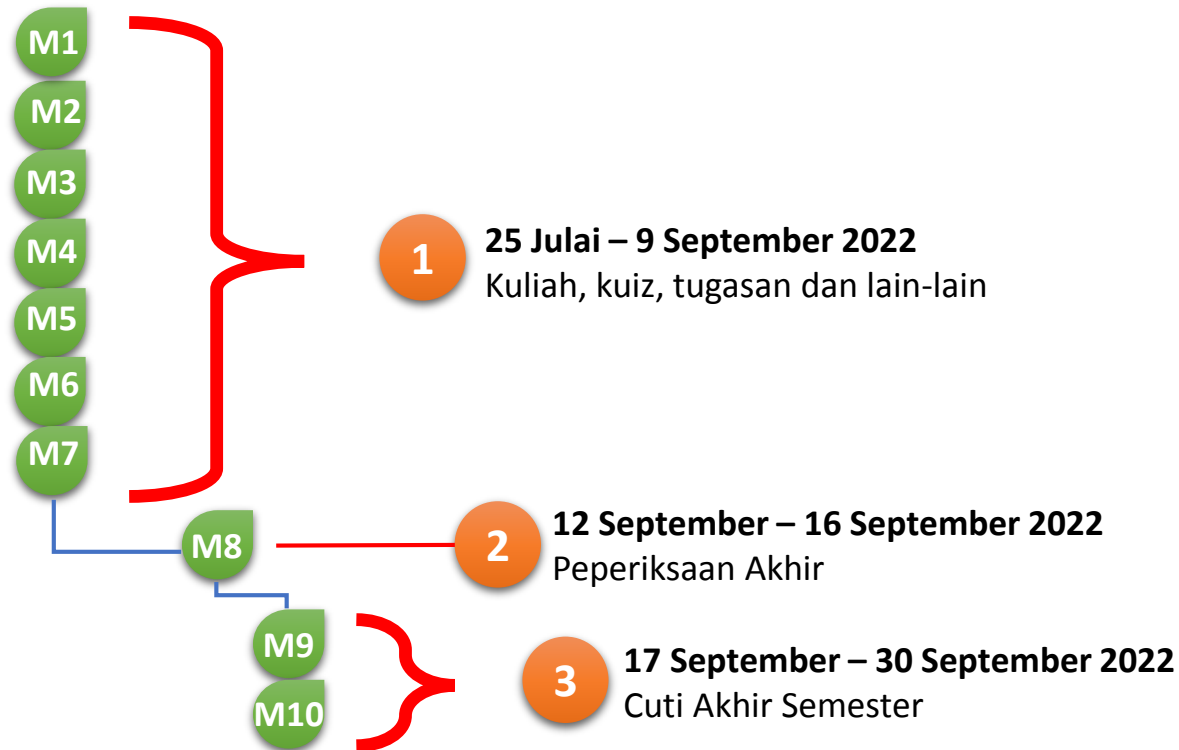 M1
M2
M3
M4
M5
M6
M7
1
25 Julai – 9 September 2022
Kuliah, kuiz, tugasan dan lain-lain
M8
2
12 September – 16 September 2022
Peperiksaan Akhir
M9
M10
3
17 September – 30 September 2022
Cuti Akhir Semester